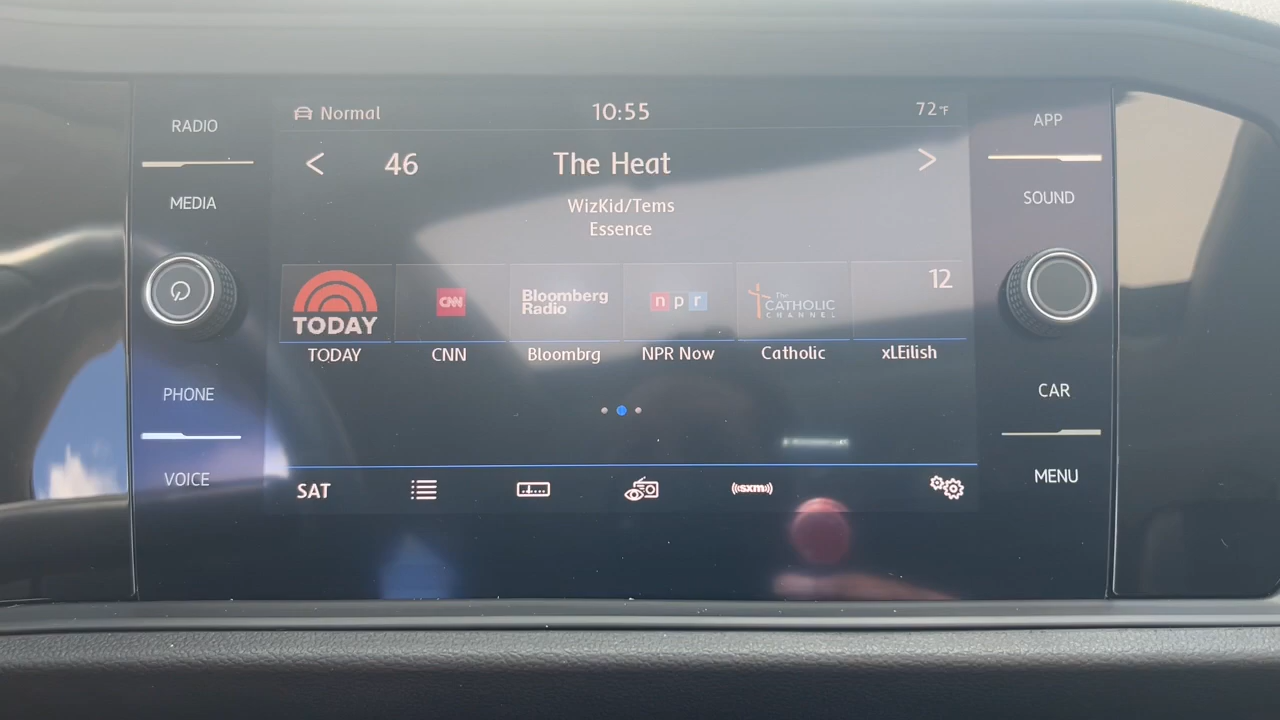 RADIO
MEDIA
PHONE
VOICE
Normal
10:55
72°F
< 46 The Heat >
WizKid/Tems
Essence
TODAY
CNN
Bloomberg
Radio
npr
The
CATHOLIC
CHANNEL
12
TODAY
CNN
Bloombrg
NPR Now
Catholic
xLEilish
SAT
((sxm))
APP
SOUND
CAR
MENU